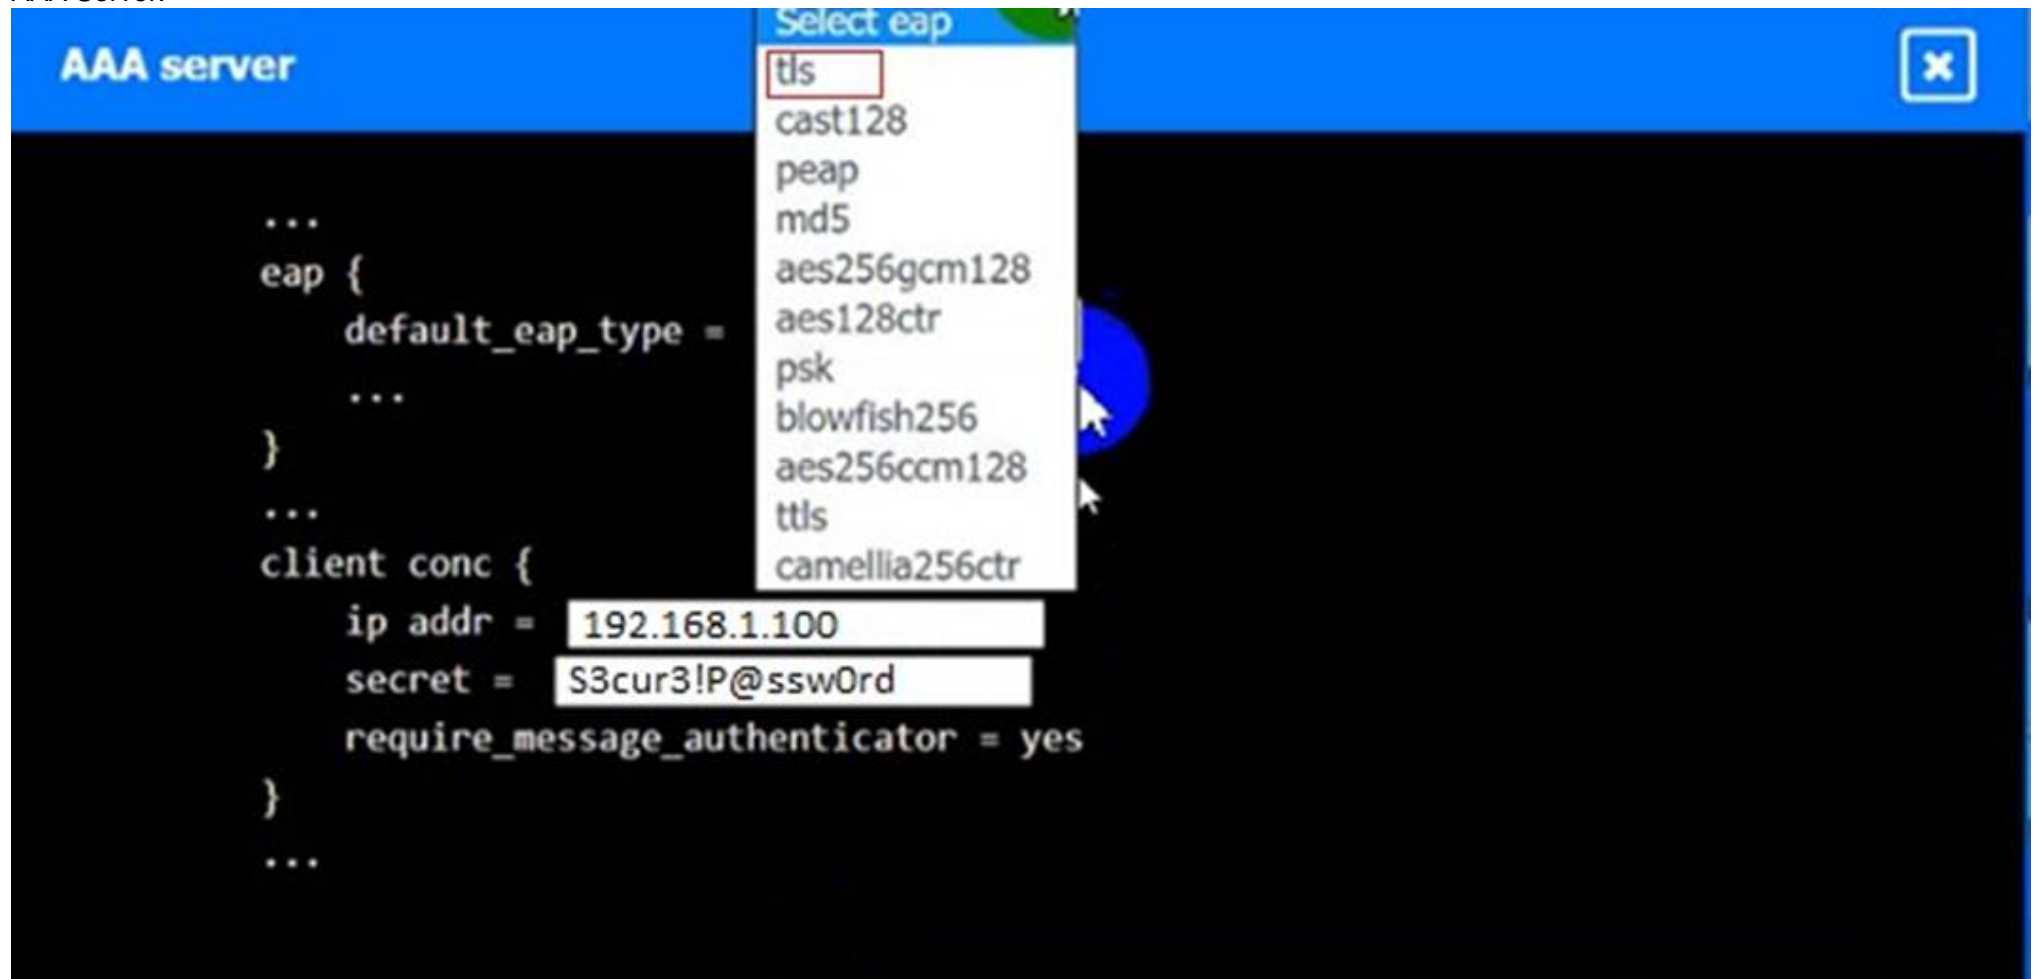 AAA server
Select eap
tls
cast128
peap
md5
aes256gcm128
aes128ctr
psk
blowfish256
aes256ccm128
ttls
camellia256ctr
...
eap {
default_eap_type =
...
}
...
client conc {
ip addr = 192.168.1.100
secret = S3cur3!P@ssw0rd
require_message_authenticator = yes
}
...